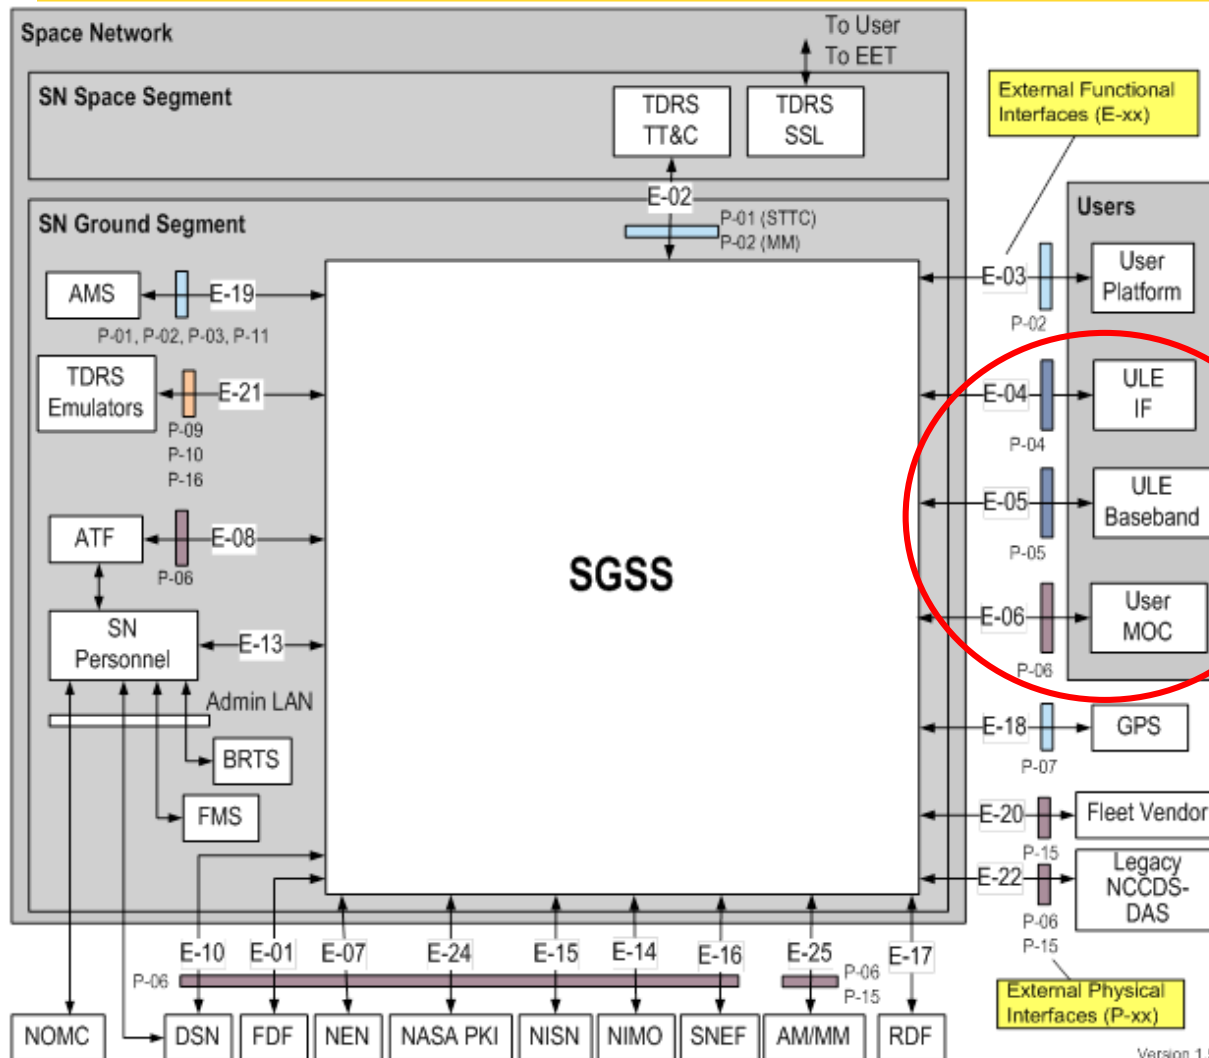 Space Network
To User
To EET
SN Space Segment
TDRS
TT&C
TDRS
SSL
External Functional
Interfaces (E-xx)
E-02
P-01 (STTC)
P-02 (MM)
SN Ground Segment
Users
AMS
E-19
P-01, P-02, P-03, P-11
E-03
P-02
User
Platform
TDRS
Emulators
E-21
P-09
P-10
P-16
E-04
P-04
ULE
IF
E-05
P-05
ULE
Baseband
ATF
E-08
P-06
SGSS
E-06
P-06
User
MOC
SN
Personnel
E-13
Admin LAN
E-18
P-07
GPS
BRTS
FMS
E-20
P-15
Fleet Vendor
E-22
P-06
P-15
Legacy
NCCDS-
DAS
E-10
E-01
E-07
E-24
E-15
E-14
E-16
E-25
E-17
P-06
P-06
P-15
External Physical
Interfaces (P-xx)
NOMC
DSN
FDF
NEN
NASA PKI
NISN
NIMO
SNEF
AM/MM
RDF
Version 1.